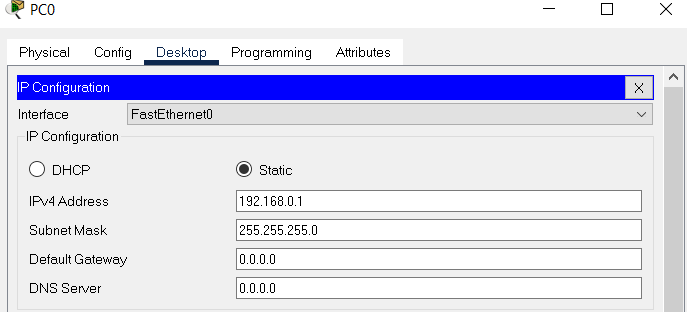 PC0
Physical Config Desktop Programming Attributes
IP Configuration X
Interface FastEthernet0
IP Configuration
DHCP Static
IPv4 Address 192.168.0.1
Subnet Mask 255.255.255.0
Default Gateway 0.0.0.0
DNS Server 0.0.0.0